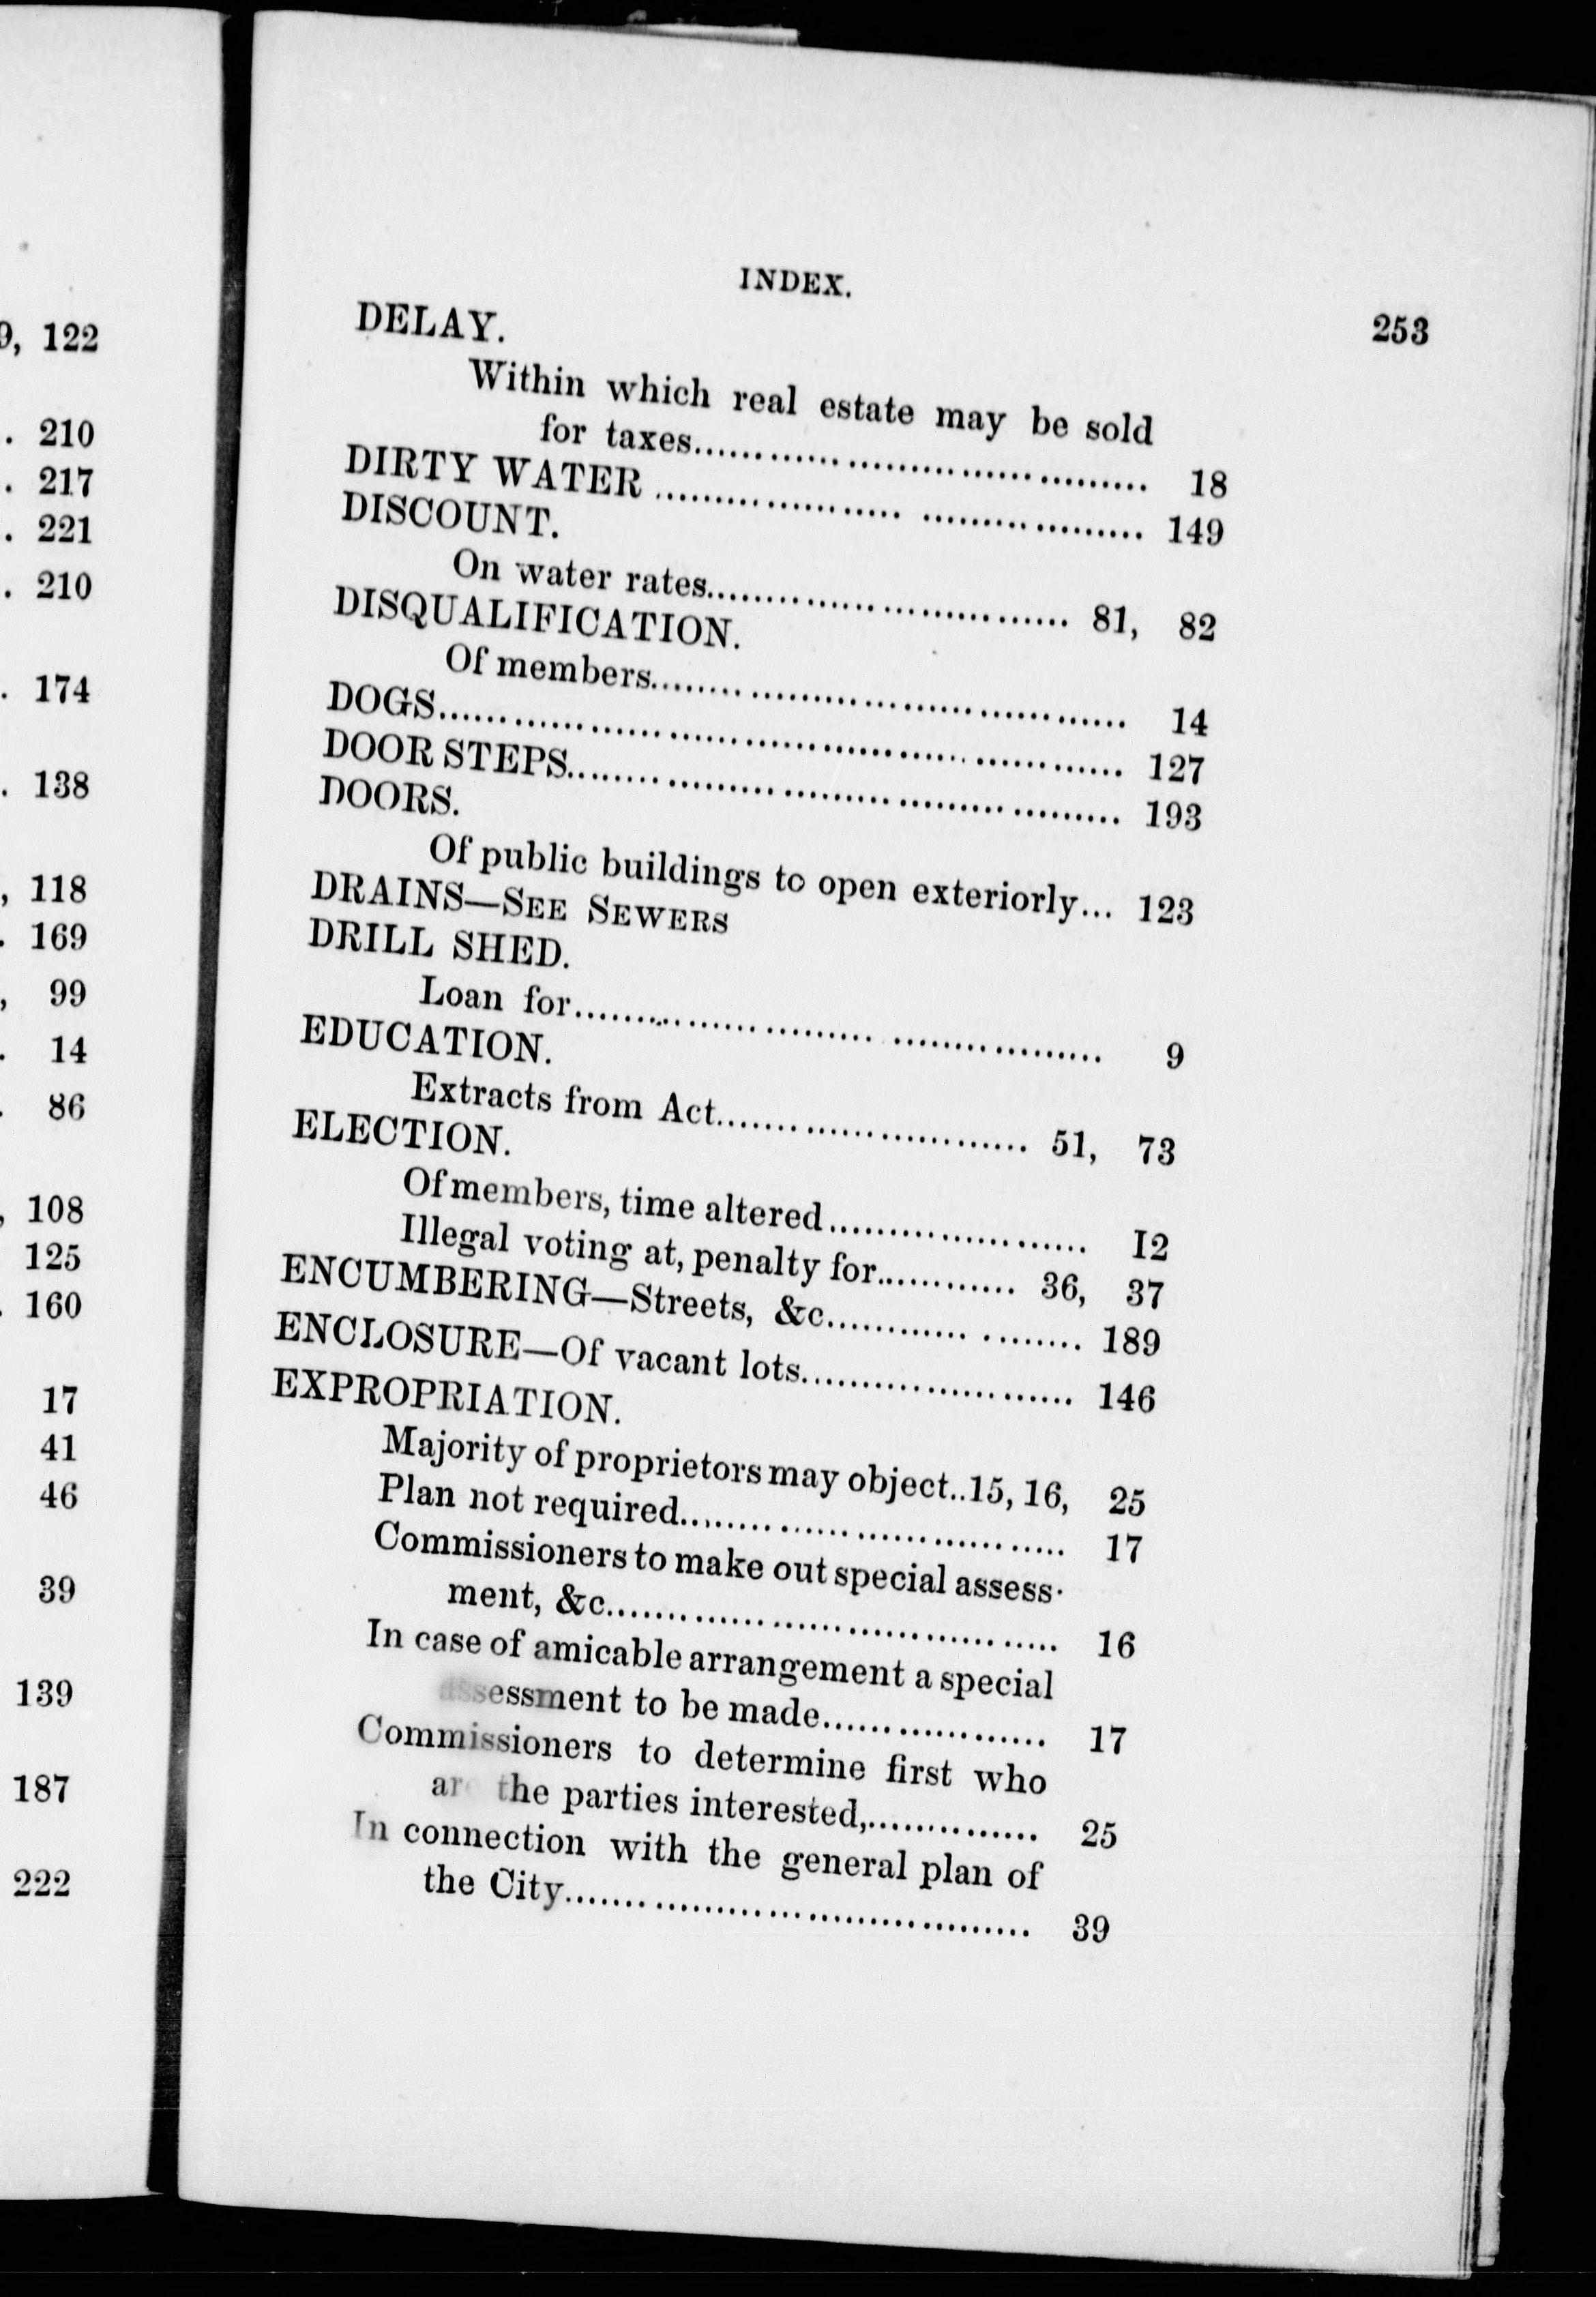 9, 122
. 210
. 217
. 221
. 210
. 174
. 138
, 118
. 169
, 99
. 14
. 86
, 108
125
. 160
17
41
46
39
139
187
222
INDEX. 253
DELAY.
Within which real estate may be sold
for taxes.................................................. 18
DIRTY WATER .................................................. 149
DISCOUNT.
On water rates........................................ 81, 82
DISQUALIFICATION.
Of members.................................................. 14
DOGS.................................................................. 127
DOOR STEPS...................................................... 193
DOORS.
Of public buildings to open exteriorly... 123
DRAINS—SEE SEWERS
DRILL SHED.
Loan for...................................................... 9
EDUCATION.
Extracts from Act................................ 51, 73
ELECTION.
Of members, time altered........................ I2
Illegal voting at, penalty for............ 36, 37
ENCUMBERING—Streets, &c........................ 189
ENCLOSURE—Of vacant lots........................ 146
EXPROPRIATION.
Majority of proprietors may object..15, 16, 25
Plan not required.................................... 17
Commissioners to make out special assess-
ment, &c................................................ 16
In case of amicable arrangement a special
assessment to be made........................ 17
Commissioners to determine first who
are the parties interested,.................. 25
In connection with the general plan of
the City.................................................. 39